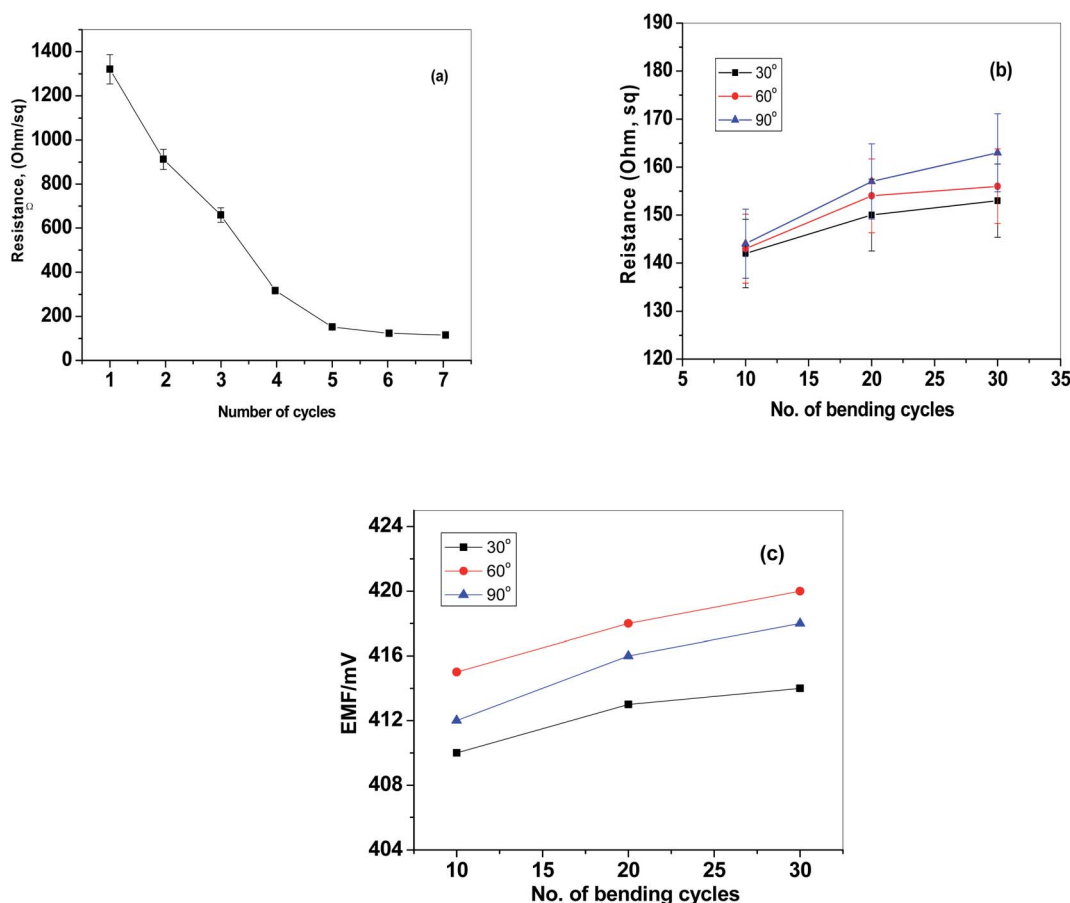 1400
1200
1000
800
600
400
200
0
Resistance, (Ohm/sq)
Ω
(a)
1 2 3 4 5 6 7
Number of cycles
190
180
170
160
150
140
130
120
Reistance (Ohm, sq)
30°
60°
90°
(b)
5 10 15 20 25 30 35
No. of bending cycles
424
420
416
412
408
404
EMF/mV
30°
60°
90°
(c)
10 15 20 25 30
No. of bending cycles